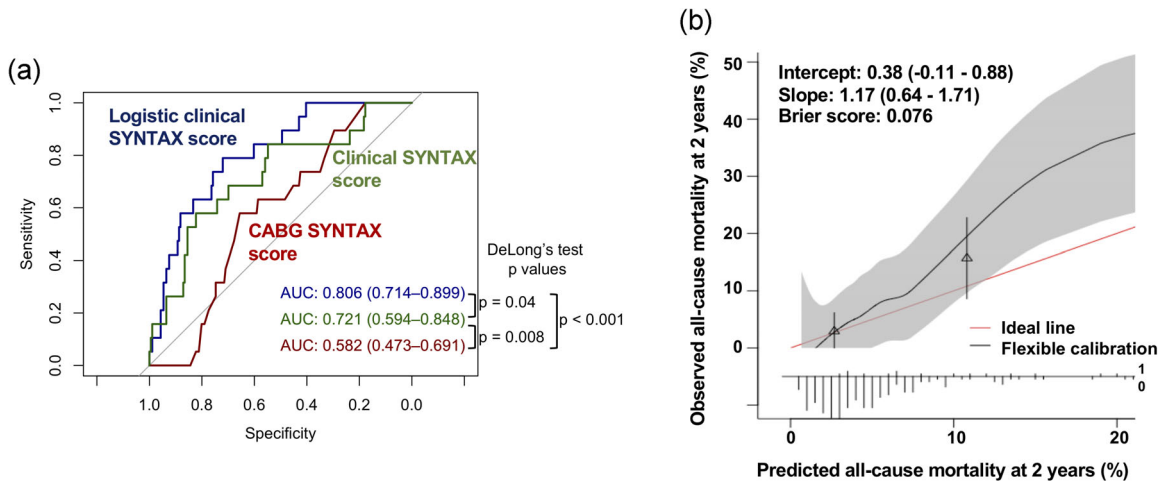 (a)
Logistic clinical
SYNTAX score
Clinical SYNTAX
score
CABG SYNTAX
score
DeLong's test
p values
AUC: 0.806 (0.714–0.899)
AUC: 0.721 (0.594–0.848)
AUC: 0.582 (0.473–0.691)
p = 0.04
p = 0.008
p < 0.001
Sensitivity
1.0
0.8
0.6
0.4
0.2
0.0
1.0 0.8 0.6 0.4 0.2 0.0
Specificity
(b)
Intercept: 0.38 (-0.11 - 0.88)
Slope: 1.17 (0.64 - 1.71)
Brier score: 0.076
Observed all-cause mortality at 2 years (%)
50
40
30
20
10
0
Ideal line
Flexible calibration
1
0
0 10 20
Predicted all-cause mortality at 2 years (%)